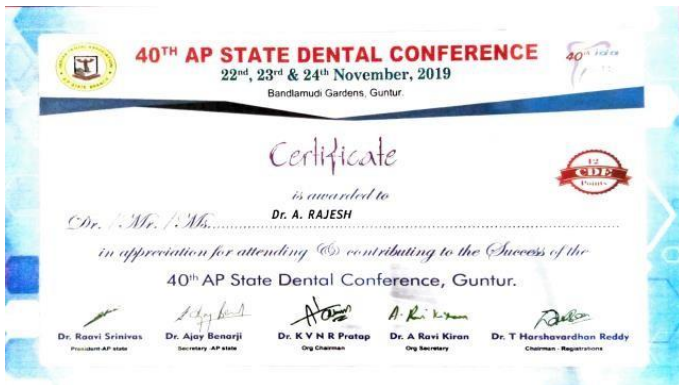 40TH AP STATE DENTAL CONFERENCE
22nd, 23rd & 24th November, 2019
Bandlamudi Gardens, Guntur.
40th ida
Certificate
12
CDE
Points
is awarded to
Dr. / Mr. / Ms. Dr. A. RAJESH
in appreciation for attending & contributing to the Success of the
40th AP State Dental Conference, Guntur.
Dr. Raavi Srinivas Dr. Ajay Benarji Dr. K V N R Pratap Dr. A Ravi Kiran Dr. T Harshavardhan Reddy
President-AP state Secretary -AP state Org Chairman Org Secretary Chairman - Registrations